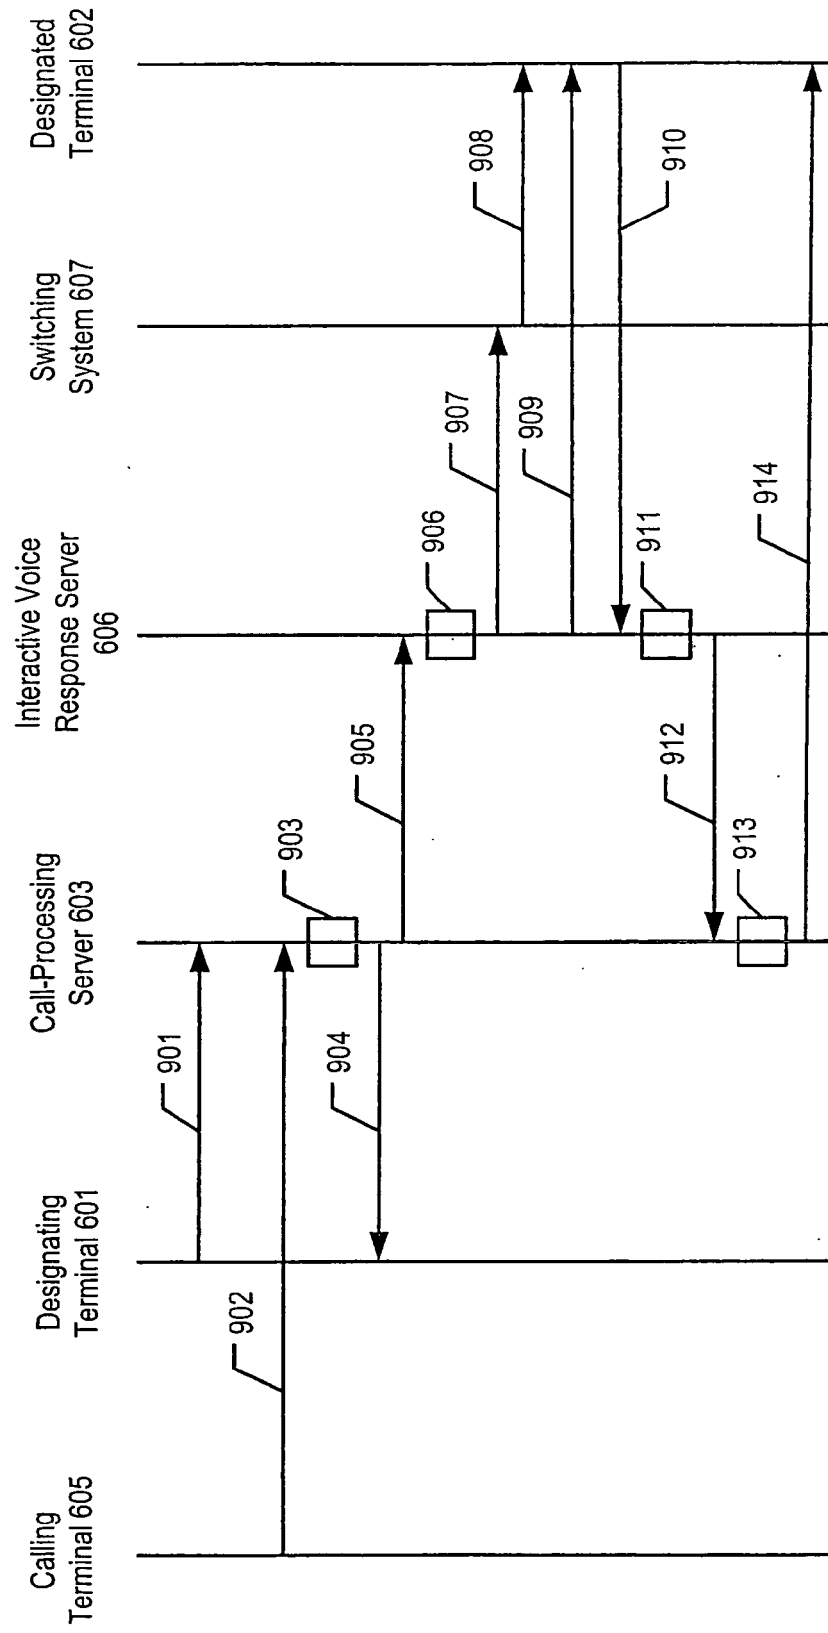 Calling
Terminal 605
Designating
Terminal 601
Call-Processing
Server 603
Interactive Voice
Response Server
606
Switching
System 607
Designated
Terminal 602
901
902
903
904
905
906
907
908
909
910
911
912
913
914